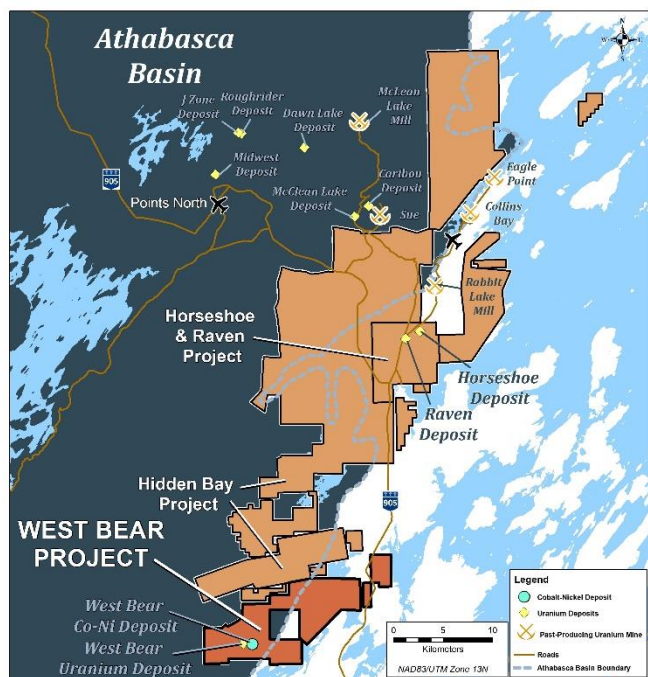 Athabasca
Basin
N
W
E
S
J Zone
Deposit
Roughrider
Deposit
Dawn Lake
Deposit
McLean
Lake
Mill
Midwest
Deposit
905
Points North
McClean Lake
Deposit
Caribou
Deposit
Sue
Eagle
Point
Collins
Bay
Rabbit
Lake
Mill
Horseshoe
& Raven
Project
Horseshoe
Deposit
Raven
Deposit
Hidden Bay
Project
905
WEST BEAR
PROJECT
West Bear
Co-Ni Deposit
West Bear
Uranium Deposit
0 5 10
Kilometers
NAD83/UTM Zone 13N
Legend
Cobalt-Nickel Deposit
Uranium Deposits
Past-Producing Uranium Mine
Roads
Athabasca Basin Boundary